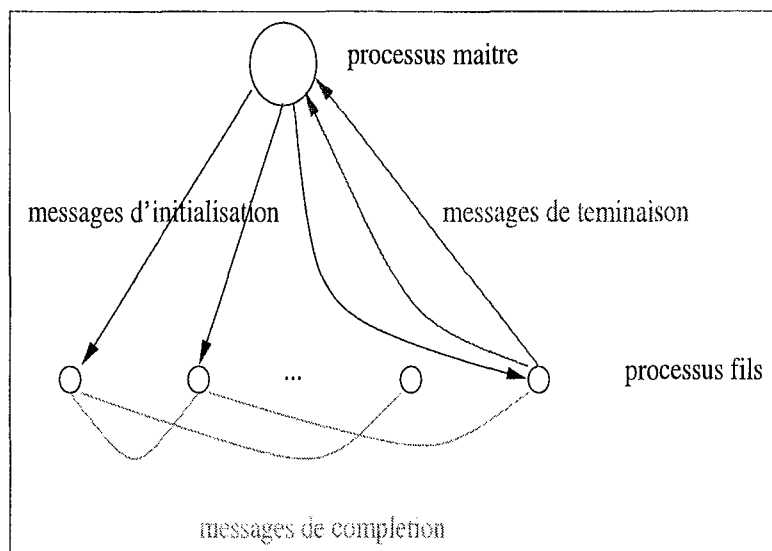 processus maitre
messages d'initialisation
messages de teminaison
...
processus fils
messages de completion